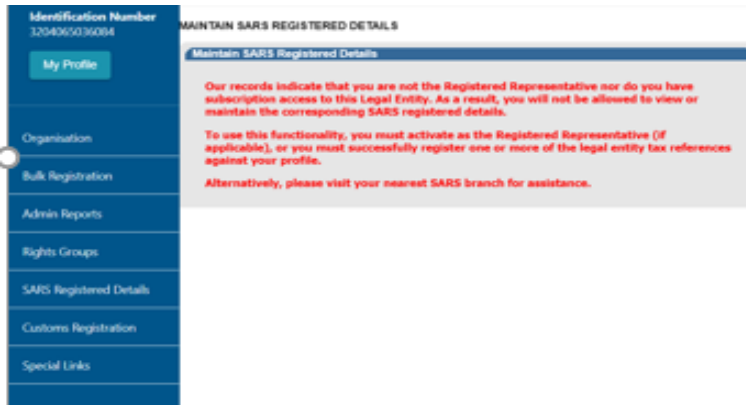 Identification Number
3204065036084
My Profile
Organisation
Bulk Registration
Admin Reports
Rights Groups
SARS Registered Details
Customs Registration
Special Links
MAINTAIN SARS REGISTERED DETAILS
Maintain SARS Registered Details
Our records indicate that you are not the Registered Representative nor do you have
subscription access to this Legal Entity. As a result, you will not be allowed to view or
maintain the corresponding SARS registered details.
To use this functionality, you must activate as the Registered Representative (if
applicable), or you must successfully register one or more of the legal entity tax references
against your profile.
Alternatively, please visit your nearest SARS branch for assistance.